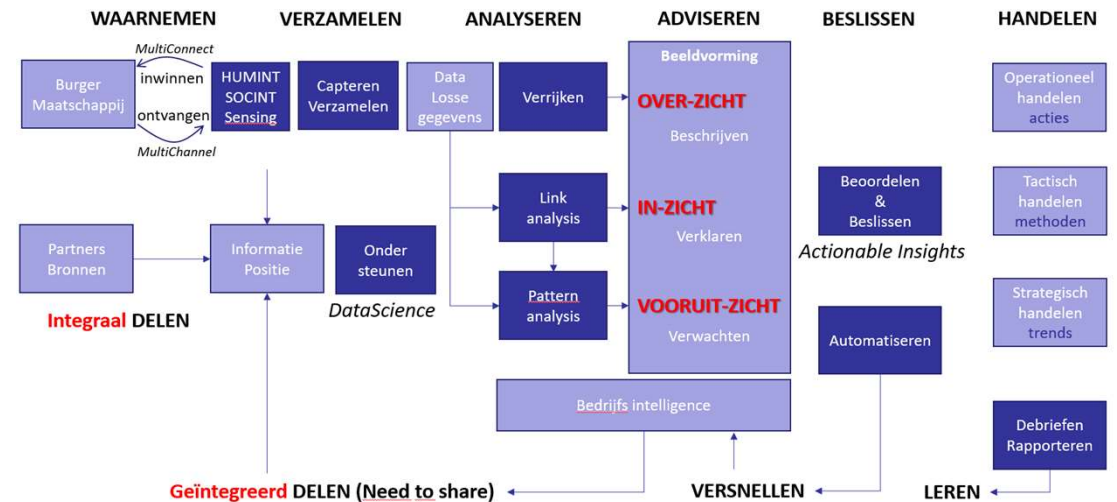 WAARNEMEN
VERZAMELEN
ANALYSEREN
ADVISEREN
BESLISSEN
HANDELEN
Burger
Maatschappij
MultiConnect
inwinnen
ontvangen
MultiChannel
HUMINT
SOCINT
Sensing
Capteren
Verzamelen
Data
Losse
gegevens
Verrijken
Beeldvorming
OVER-ZICHT
Beschrijven
Operationeel
handelen
acties
Link
analysis
IN-ZICHT
Verklaren
Beoordelen
&
Beslissen
Actionable Insights
Tactisch
handelen
methoden
Partners
Bronnen
Informatie
Positie
Onder
steunen
DataScience
Integraal DELEN
Pattern
analysis
VOORUIT-ZICHT
Verwachten
Automatiseren
Strategisch
handelen
trends
Bedrijfs intelligence
Debriefen
Rapporteren
Geïntegreerd DELEN (Need to share)
VERSNELLEN
LEREN